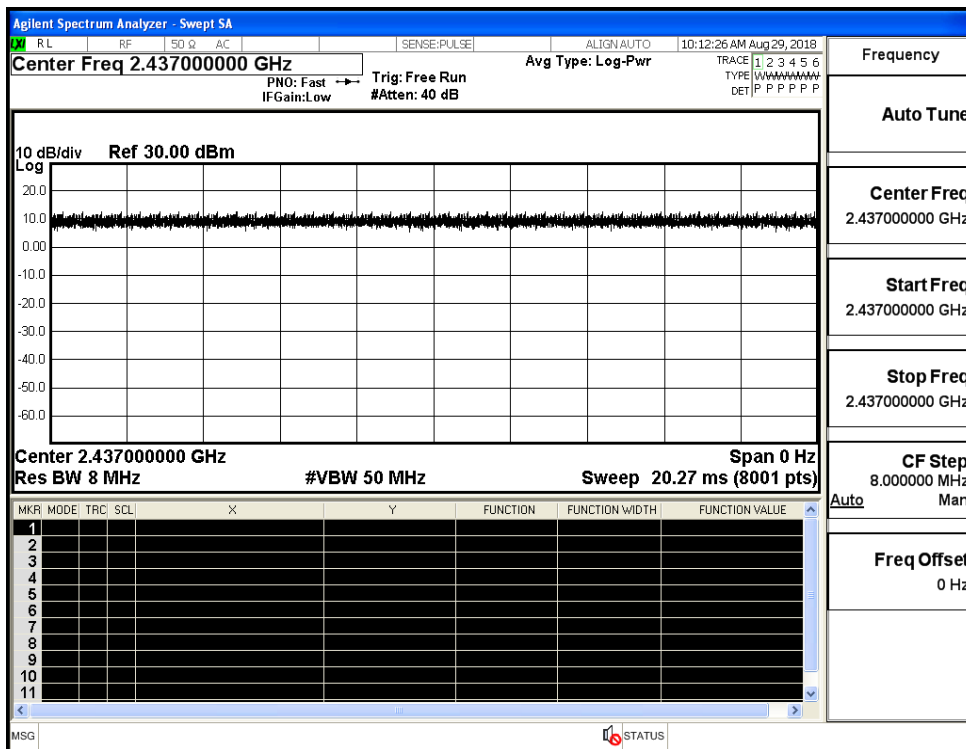 Agilent Spectrum Analyzer - Swept SA
LXI RL RF 50 Ω AC SENSE:PULSE ALIGN AUTO 10:12:26 AM Aug 29, 2018
Center Freq 2.437000000 GHz
Avg Type: Log-Pwr
TRACE 1 2 3 4 5 6
PNO: Fast
Trig: Free Run
TYPE WWWWWW
IFGain:Low
#Atten: 40 dB
DET P P P P P P
10 dB/div Ref 30.00 dBm
Log
20.0
10.0
0.00
-10.0
-20.0
-30.0
-40.0
-50.0
-60.0
Center 2.437000000 GHz Span 0 Hz
Res BW 8 MHz #VBW 50 MHz Sweep 20.27 ms (8001 pts)
MKR MODE TRC SCL X Y FUNCTION FUNCTION WIDTH FUNCTION VALUE
1
2
3
4
5
6
7
8
9
10
11
MSG STATUS
Frequency
Auto Tune
Center Freq
2.437000000 GHz
Start Freq
2.437000000 GHz
Stop Freq
2.437000000 GHz
CF Step
8.000000 MHz
Auto Man
Freq Offset
0 Hz